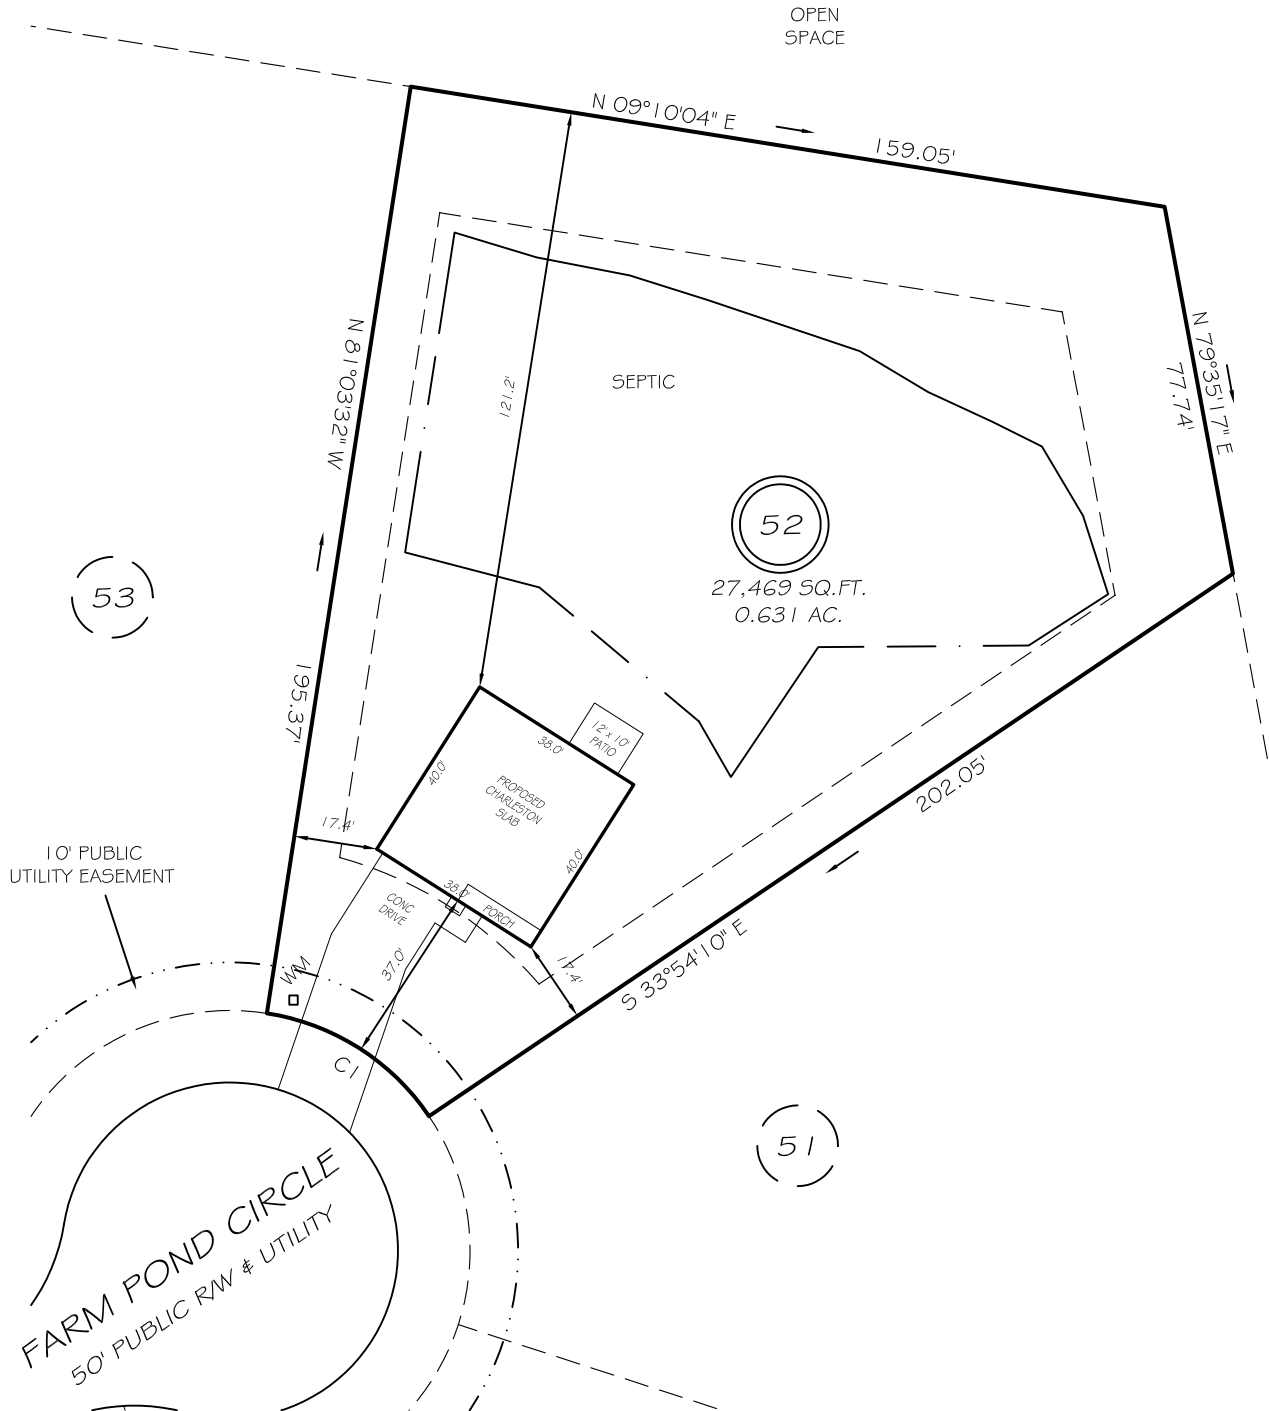 OPEN
SPACE
N 09°10'04" E
159.05'
N 81°03'32" W
195.37'
N 79°35'17" E
77.74'
121.2'
SEPTIC
52
27,469 SQ.FT.
0.631 AC.
53
12' x 10'
PATIO
38.0'
40.0'
PROPOSED
CHARLESTON
SLAB
40.0'
202.05'
17.4'
38.0'
PORCH
CONC
DRIVE
10' PUBLIC
UTILITY EASEMENT
37.0'
17.4'
S 33°54'10" E
WM
C1
51
FARM POND CIRCLE
50' PUBLIC R/W & UTILITY